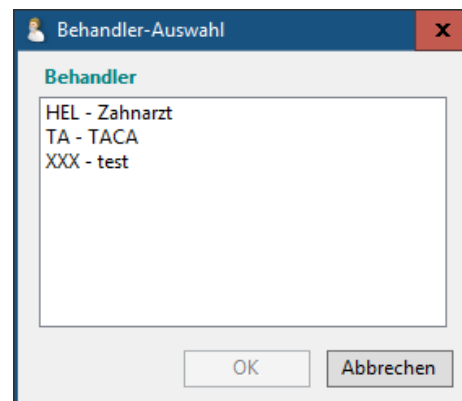 Behandler-Auswahl
x
Behandler
HEL - Zahnarzt
TA - TACA
XXX - test
OK
Abbrechen